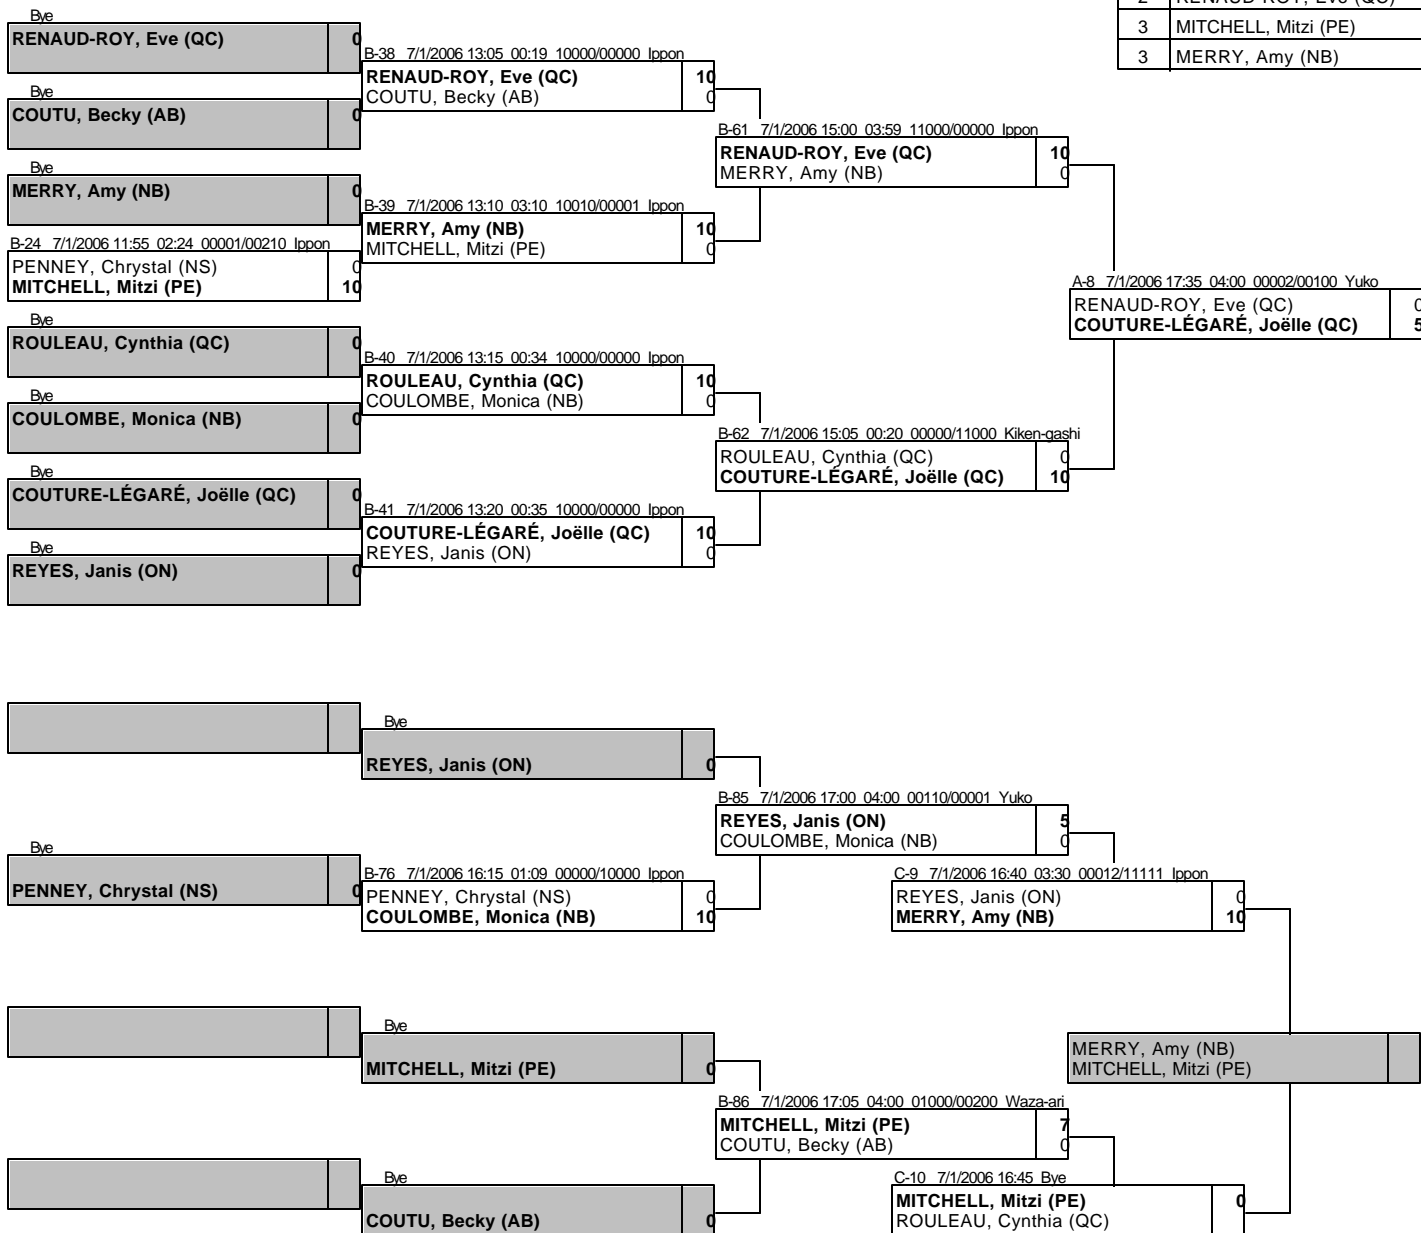 2 RENAUD-ROY, Eve (QC)
3 MITCHELL, Mitzi (PE)
3 MERRY, Amy (NB)
Bye
RENAUD-ROY, Eve (QC) 0
Bye
COUTU, Becky (AB) 0
Bye
MERRY, Amy (NB) 0
B-24 7/1/2006 11:55 02:24 00001/00210 Ippon
PENNEY, Chrystal (NS) 0
MITCHELL, Mitzi (PE) 10
Bye
ROULEAU, Cynthia (QC) 0
Bye
COULOMBE, Monica (NB) 0
Bye
COUTURE-LÉGARÉ, Joëlle (QC) 0
Bye
REYES, Janis (ON) 0
B-38 7/1/2006 13:05 00:19 10000/00000 Ippon
RENAUD-ROY, Eve (QC) 10
COUTU, Becky (AB) 0
B-39 7/1/2006 13:10 03:10 10010/00001 Ippon
MERRY, Amy (NB) 10
MITCHELL, Mitzi (PE) 0
B-40 7/1/2006 13:15 00:34 10000/00000 Ippon
ROULEAU, Cynthia (QC) 10
COULOMBE, Monica (NB) 0
B-41 7/1/2006 13:20 00:35 10000/00000 Ippon
COUTURE-LÉGARÉ, Joëlle (QC) 10
REYES, Janis (ON) 0
B-61 7/1/2006 15:00 03:59 11000/00000 Ippon
RENAUD-ROY, Eve (QC) 10
MERRY, Amy (NB) 0
B-62 7/1/2006 15:05 00:20 00000/11000 Kiken-gashi
ROULEAU, Cynthia (QC) 0
COUTURE-LÉGARÉ, Joëlle (QC) 10
A-8 7/1/2006 17:35 04:00 00002/00100 Yuko
RENAUD-ROY, Eve (QC) 0
COUTURE-LÉGARÉ, Joëlle (QC) 5
Bye
REYES, Janis (ON) 0
Bye
PENNEY, Chrystal (NS) 0
B-76 7/1/2006 16:15 01:09 00000/10000 Ippon
PENNEY, Chrystal (NS) 0
COULOMBE, Monica (NB) 10
B-85 7/1/2006 17:00 04:00 00110/00001 Yuko
REYES, Janis (ON) 5
COULOMBE, Monica (NB) 0
C-9 7/1/2006 16:40 03:30 00012/11111 Ippon
REYES, Janis (ON) 0
MERRY, Amy (NB) 10
Bye
MITCHELL, Mitzi (PE) 0
Bye
COUTU, Becky (AB) 0
B-86 7/1/2006 17:05 04:00 01000/00200 Waza-ari
MITCHELL, Mitzi (PE) 7
COUTU, Becky (AB) 0
C-10 7/1/2006 16:45 Bye
MITCHELL, Mitzi (PE) 0
ROULEAU, Cynthia (QC)
MERRY, Amy (NB)
MITCHELL, Mitzi (PE)